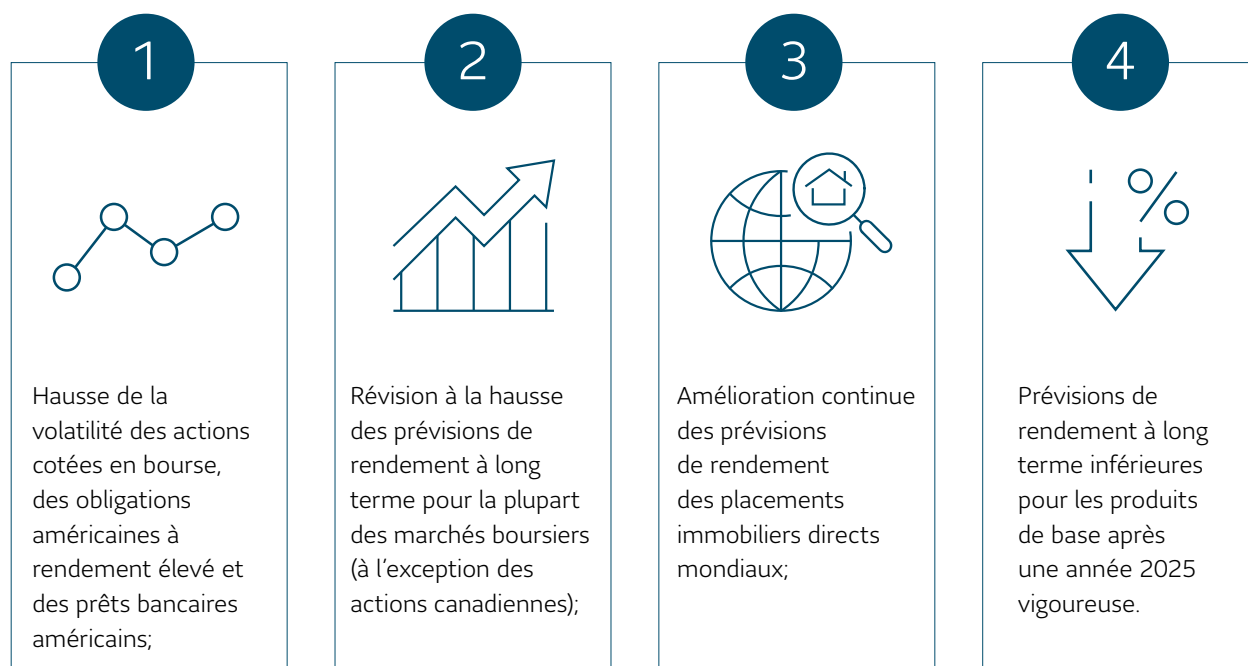 1
Hausse de la
volatilité des actions
cotées en bourse,
des obligations
américaines à
rendement élevé et
des prêts bancaires
américains;
2
Révision à la hausse
des prévisions de
rendement à long
terme pour la plupart
des marchés boursiers
(à l’exception des
actions canadiennes);
3
Amélioration continue
des prévisions
de rendement
des placements
immobiliers directs
mondiaux;
4
%
Prévisions de
rendement à long
terme inférieures
pour les produits
de base après
une année 2025
vigoureuse.